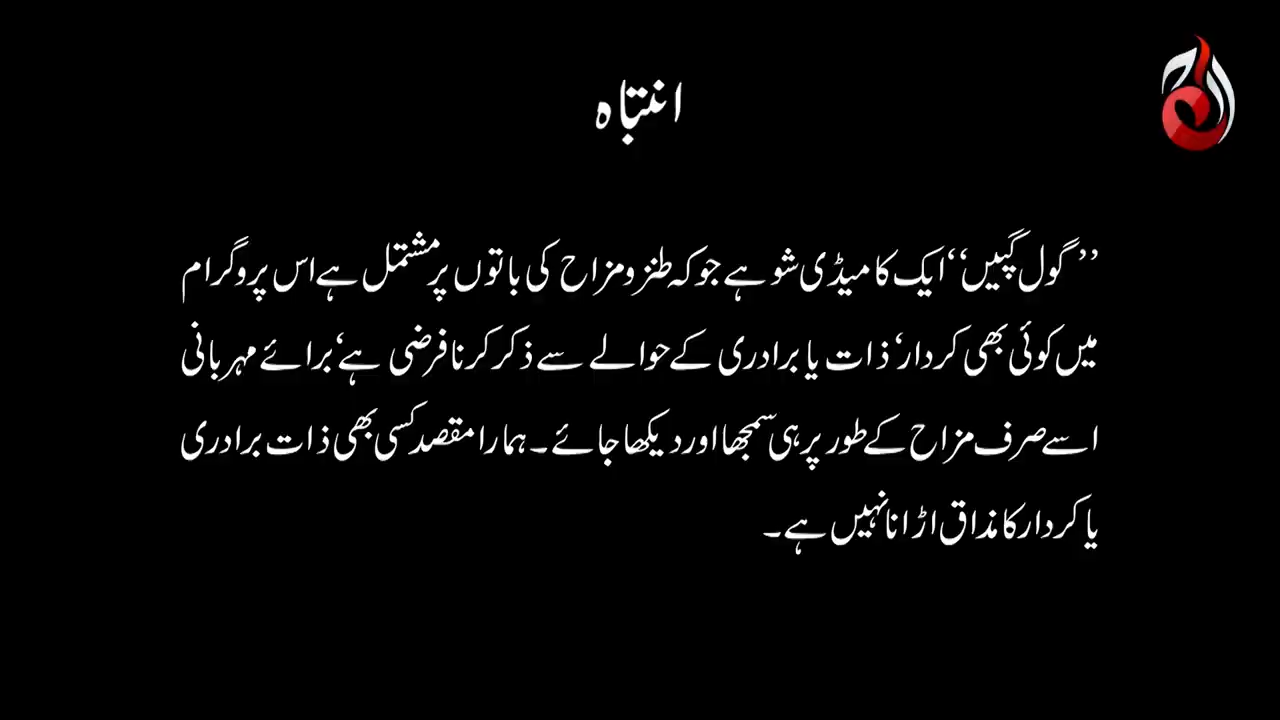 انتباہ
’’گول گپیں‘‘ ایک کامیڈی شو ہے جو کہ طنز و مزاح کی باتوں پر مشتمل ہے اس پروگرام
میں کوئی بھی کردار‘ ذات یا برادری کے حوالے سے ذکر کرنا فرضی ہے‘ برائے مہربانی
اسے صرف مزاح کے طور پر ہی سمجھا اور دیکھا جائے۔ ہمارا مقصد کسی بھی ذات برادری
یا کردار کا مذاق اڑانا نہیں ہے۔